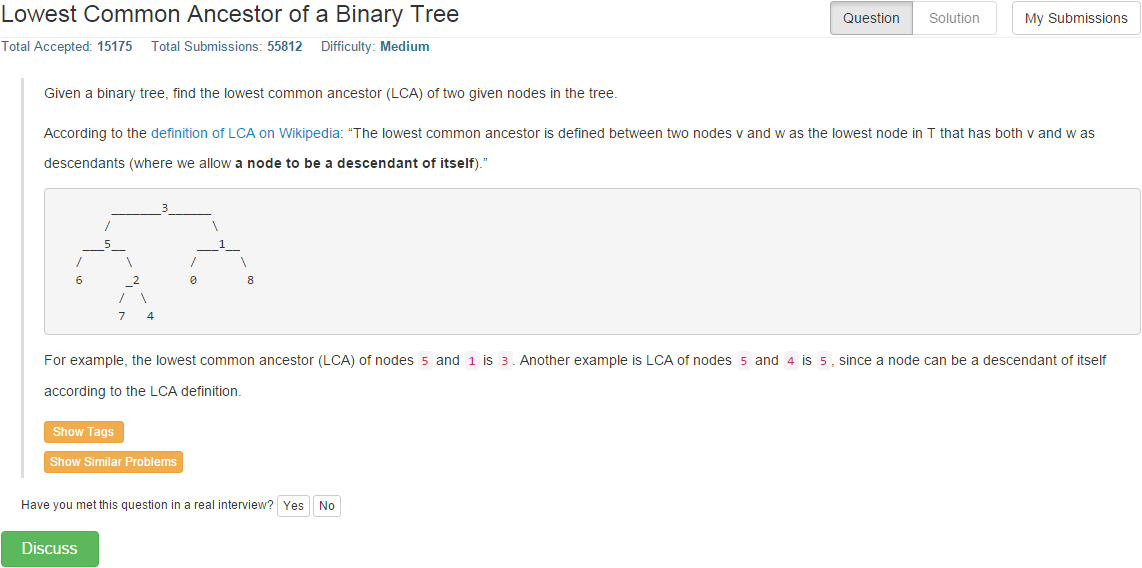 Lowest Common Ancestor of a Binary Tree
Question Solution My Submissions
Total Accepted: 15175 Total Submissions: 55812 Difficulty: Medium
Given a binary tree, find the lowest common ancestor (LCA) of two given nodes in the tree.
According to the definition of LCA on Wikipedia: “The lowest common ancestor is defined between two nodes v and w as the lowest node in T that has both v and w as
descendants (where we allow a node to be a descendant of itself).”
        _______3______
       /              \
    ___5__          ___1__
   /      \        /      \
   6      _2       0       8
         /  \
         7   4
For example, the lowest common ancestor (LCA) of nodes 5 and 1 is 3. Another example is LCA of nodes 5 and 4 is 5, since a node can be a descendant of itself
according to the LCA definition.
Show Tags
Show Similar Problems
Have you met this question in a real interview? Yes No
Discuss